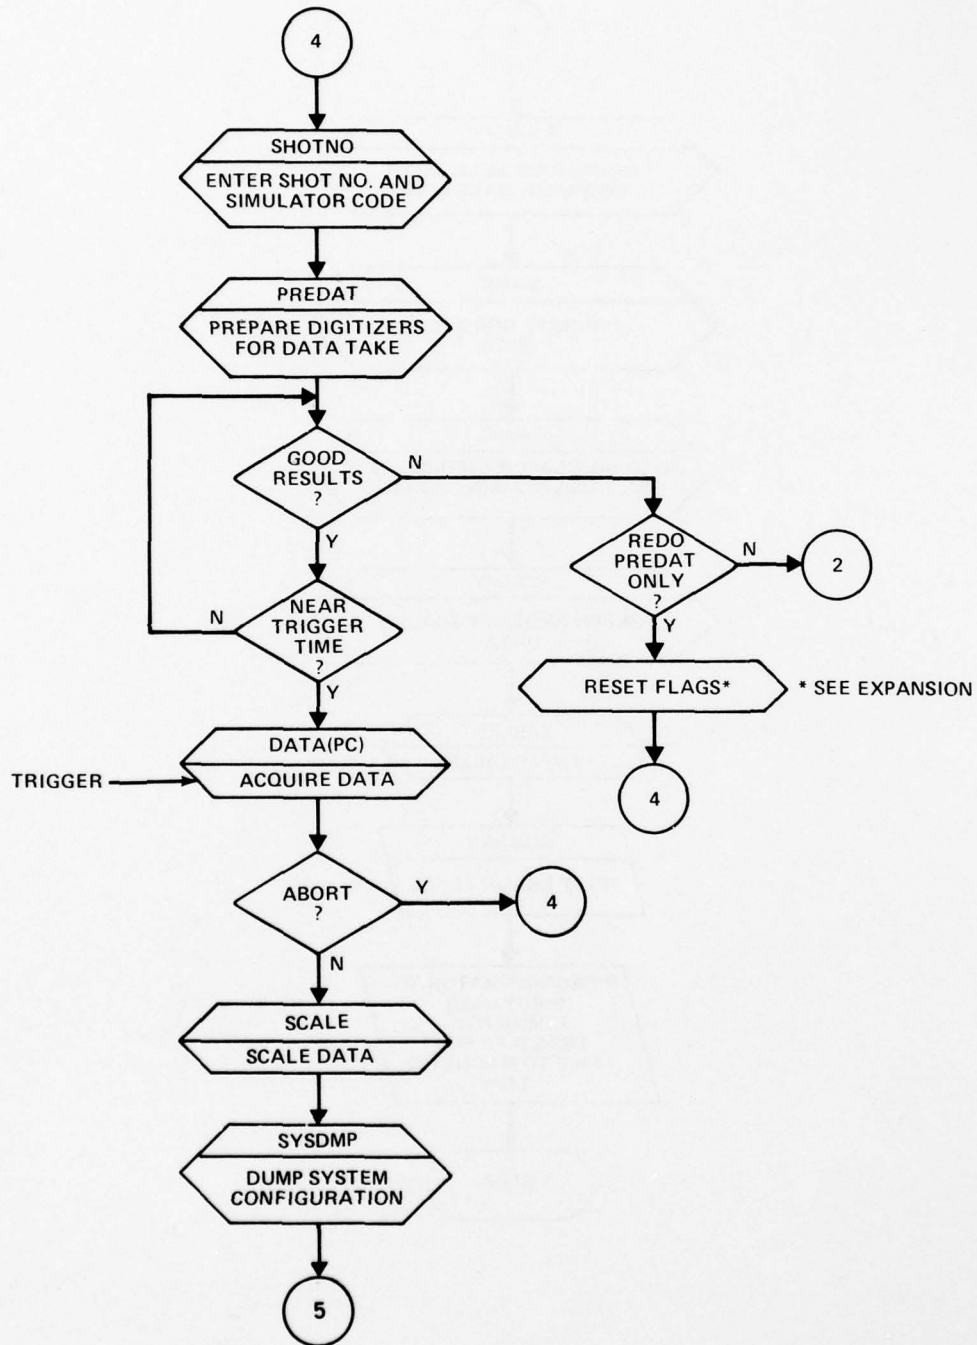 4
SHOTNO
ENTER SHOT NO. AND
SIMULATOR CODE
PREDAT
PREPARE DIGITIZERS
FOR DATA TAKE
GOOD
RESULTS
?
N
Y
REDO
PREDAT
ONLY
?
N
2
Y
NEAR
TRIGGER
TIME
?
N
Y
RESET FLAGS*
* SEE EXPANSION
4
DATA(PC)
TRIGGER
ACQUIRE DATA
ABORT
?
Y
4
N
SCALE
SCALE DATA
SYSDMP
DUMP SYSTEM
CONFIGURATION
5